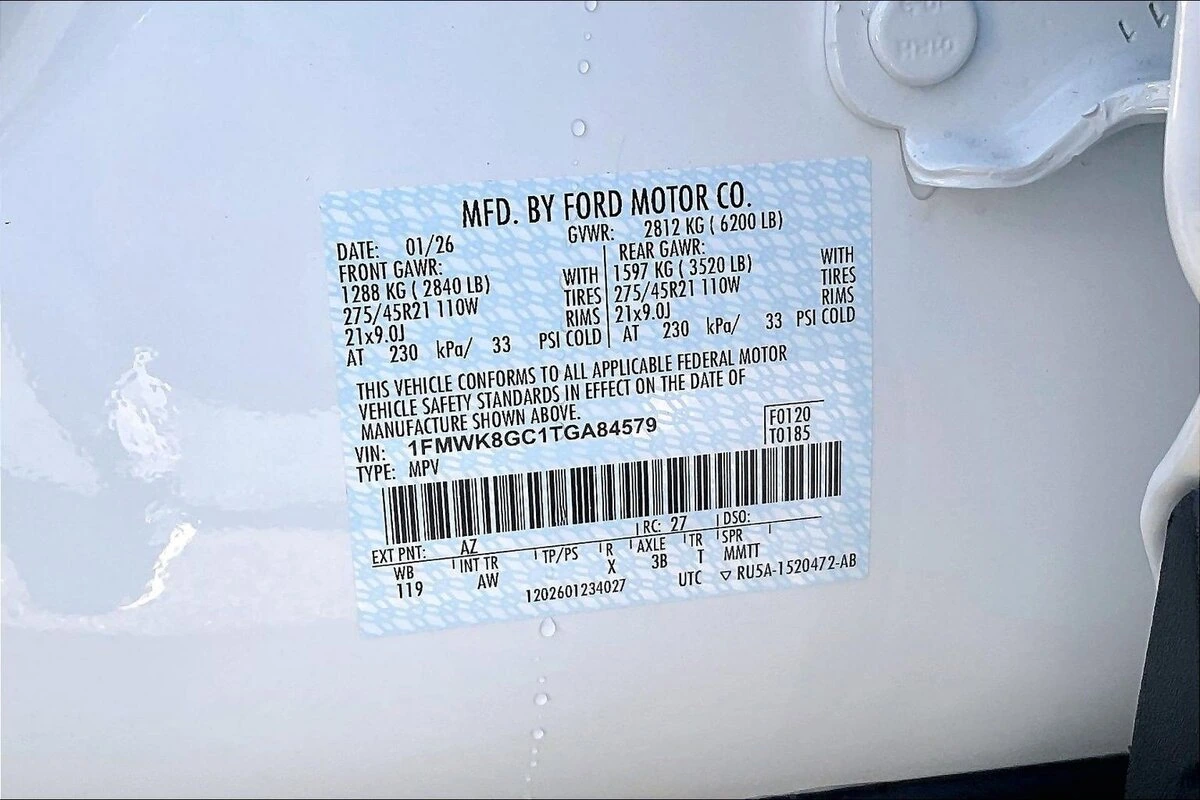 MFD. BY FORD MOTOR CO.
DATE: 01/26 GVWR: 2812 KG ( 6200 LB)
FRONT GAWR: REAR GAWR:
1288 KG ( 2840 LB) WITH 1597 KG ( 3520 LB) WITH
275/45R21 110W TIRES 275/45R21 110W TIRES
21x9.0J RIMS 21x9.0J RIMS
AT 230 kPa/ 33 PSI COLD AT 230 kPa/ 33 PSI COLD
THIS VEHICLE CONFORMS TO ALL APPLICABLE FEDERAL MOTOR
VEHICLE SAFETY STANDARDS IN EFFECT ON THE DATE OF
MANUFACTURE SHOWN ABOVE.
VIN: 1FMWK8GC1TGA84579 F0120
TYPE: MPV T0185
EXT PNT: AZ RC: 27 DSO:
WB INT TR TP/PS R AXLE TR SPR
119 AW X 3B T MMTT
1202601234027 UTC ▽ RU5A-1520472-AB